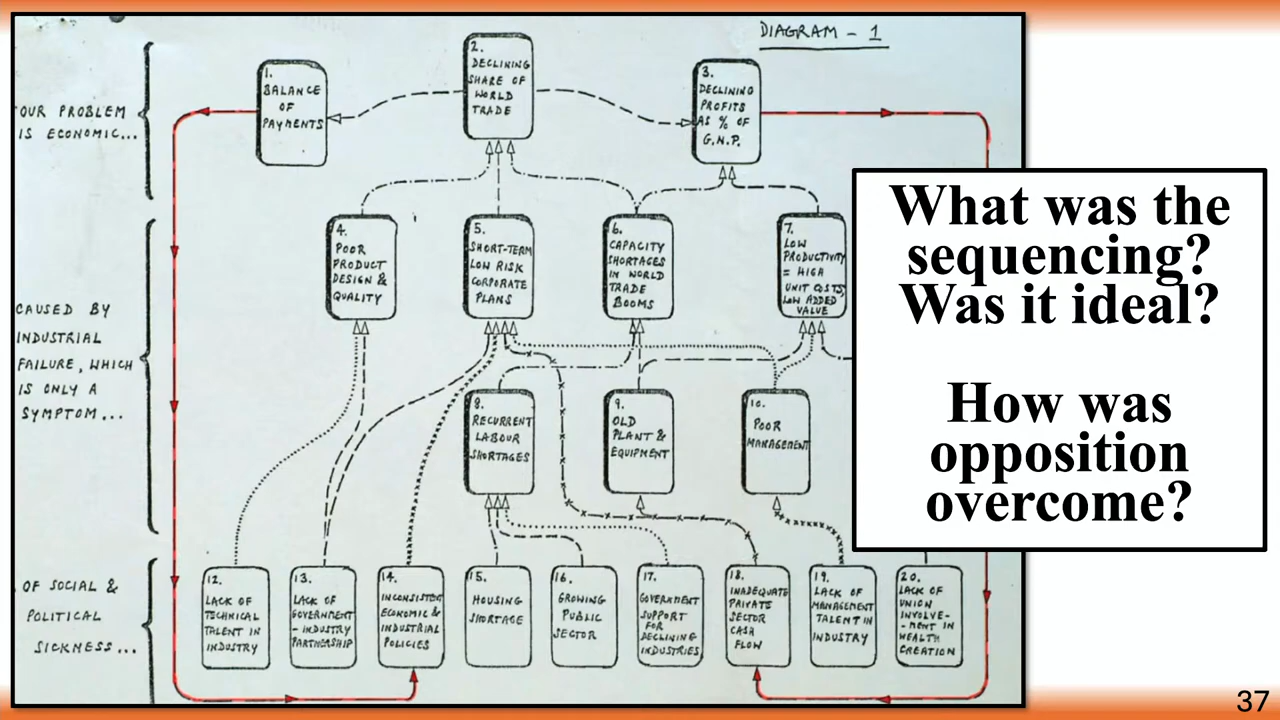 DIAGRAM - 1
OUR PROBLEM
IS ECONOMIC...
1.
BALANCE
OF
PAYMENTS
2.
DECLINING
SHARE OF
WORLD
TRADE
3.
DECLINING
PROFITS
AS % OF
G.N.P.
CAUSED BY
INDUSTRIAL
FAILURE, WHICH
IS ONLY A
SYMPTOM...
4.
POOR
PRODUCT
DESIGN &
QUALITY
5.
SHORT-TERM
LOW RISK
CORPORATE
PLANS
6.
CAPACITY
SHORTAGES
IN WORLD
TRADE
BOOMS
7.
LOW
PRODUCTIVITY
= HIGH
UNIT COSTS,
LOW ADDED
VALUE
8.
RECURRENT
LABOUR
SHORTAGES
9.
OLD
PLANT &
EQUIPMENT
10.
POOR
MANAGEMENT
OF SOCIAL &
POLITICAL
SICKNESS...
12.
LACK OF
TECHNICAL
TALENT IN
INDUSTRY
13.
LACK OF
GOVERNMENT
- INDUSTRY
PARTNERSHIP
14.
INCONSISTENT
ECONOMIC &
INDUSTRIAL
POLICIES
15.
HOUSING
SHORTAGE
16.
GROWING
PUBLIC
SECTOR
17.
GOVERNMENT
SUPPORT
FOR
DECLINING
INDUSTRIES
18.
INADEQUATE
PRIVATE
SECTOR
CASH
FLOW
19.
LACK OF
MANAGEMENT
TALENT IN
INDUSTRY
20.
LACK OF
UNION
INVOLVE-
-MENT IN
WEALTH
CREATION
What was the
sequencing?
Was it ideal?
How was
opposition
overcome?
37